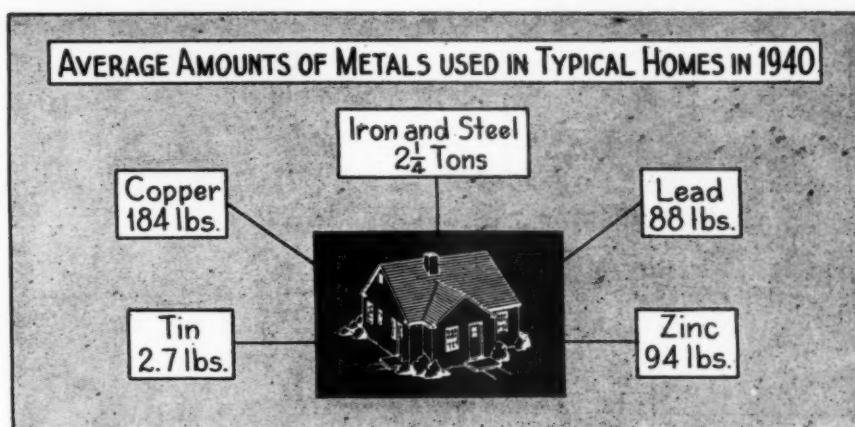 AVERAGE AMOUNTS OF METALS USED IN TYPICAL HOMES IN 1940
Iron and Steel
2¼ Tons
Copper
184 lbs.
Lead
88 lbs.
Tin
2.7 lbs.
Zinc
94 lbs.